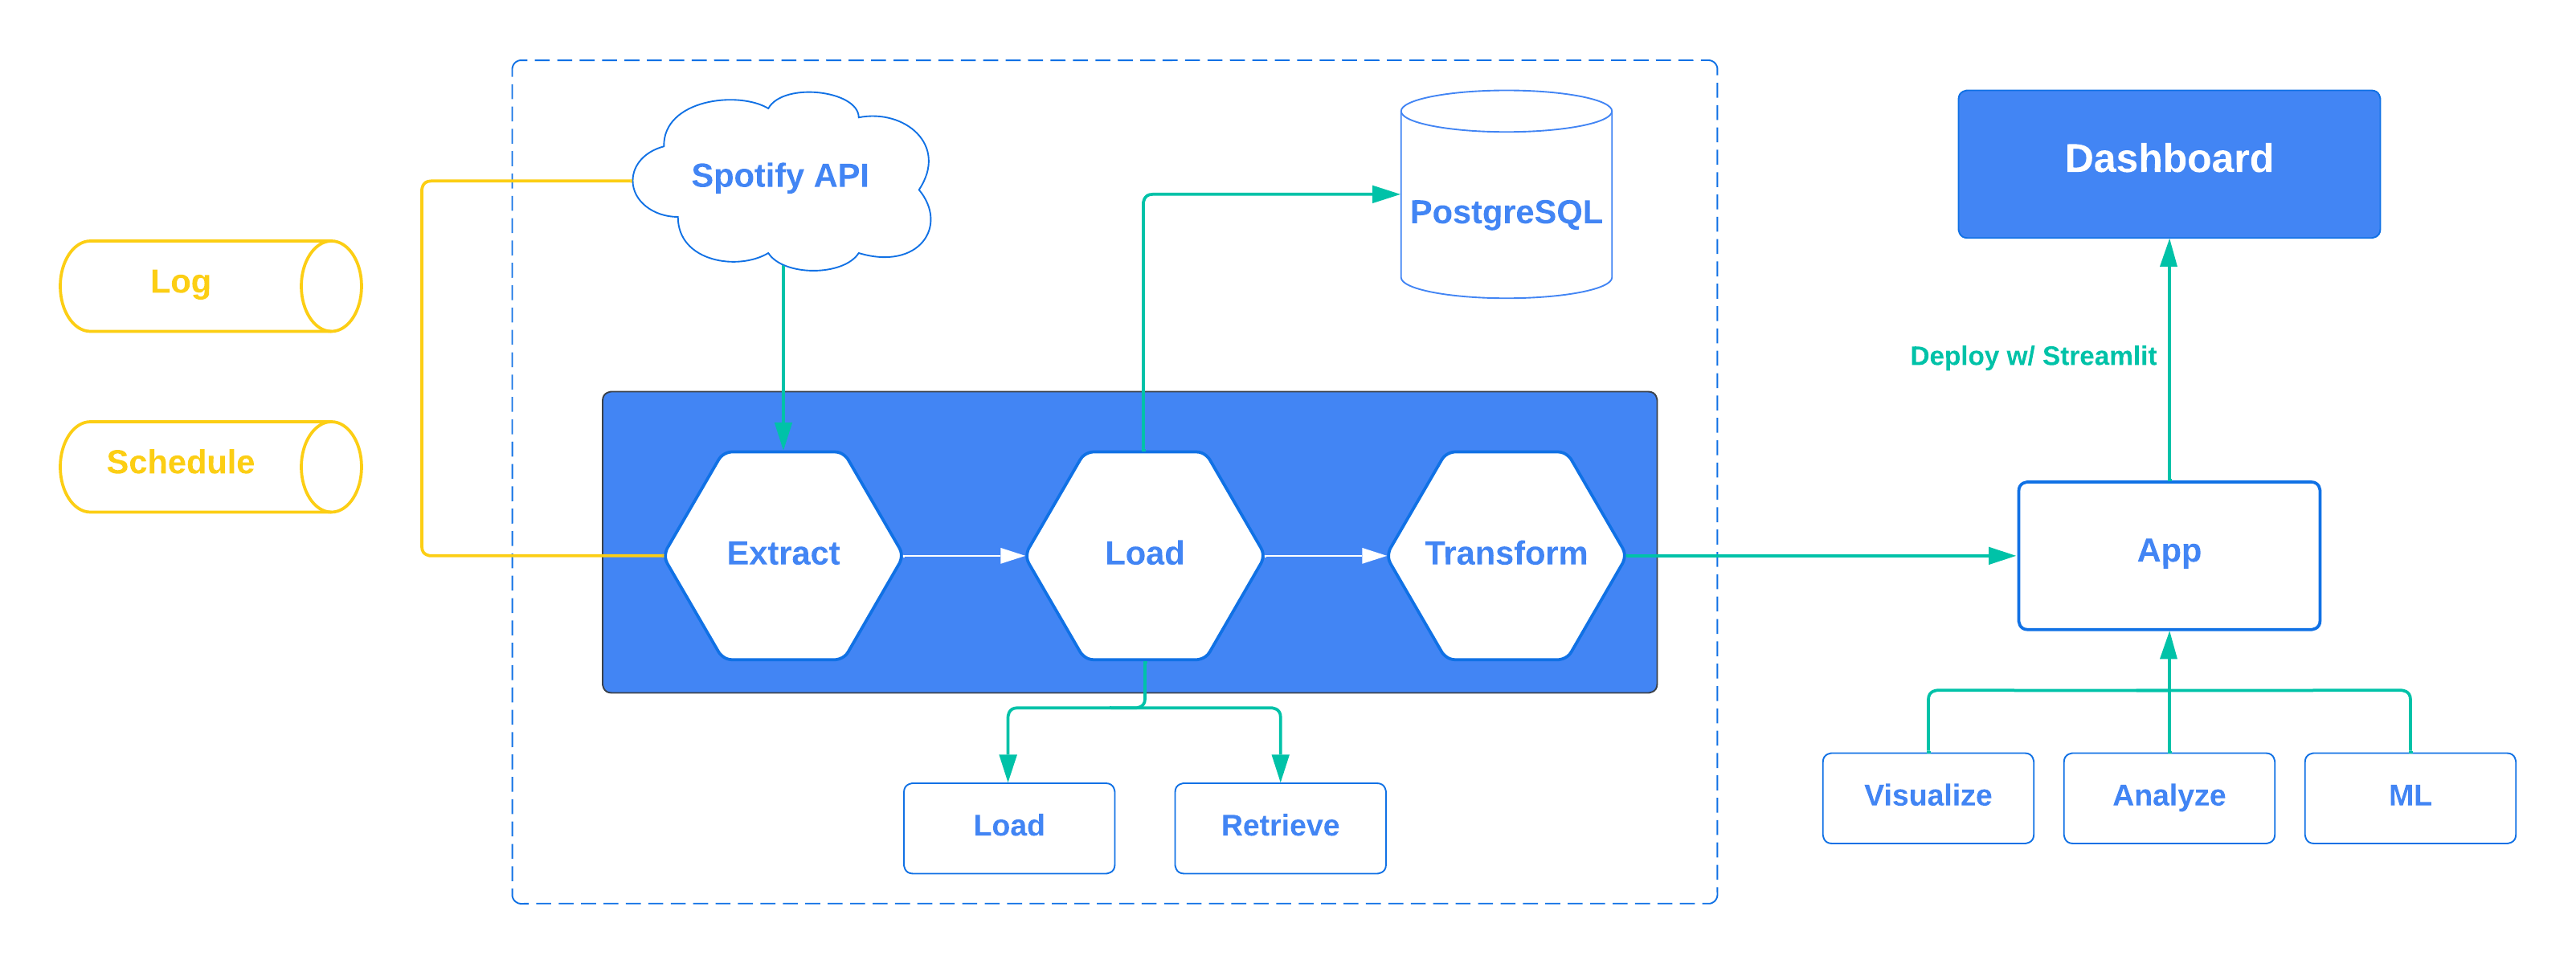 Log
Schedule
Spotify API
PostgreSQL
Extract
Load
Transform
Load
Retrieve
Dashboard
Deploy w/ Streamlit
App
Visualize
Analyze
ML